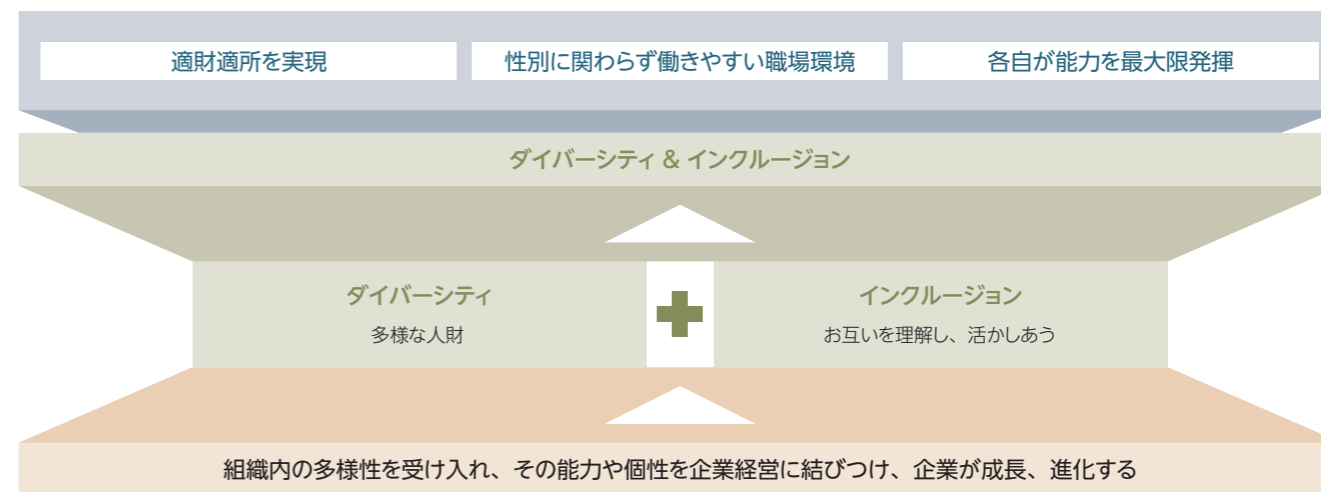 適財適所を実現
性別に関わらず働きやすい職場環境
各自が能力を最大限発揮
ダイバーシティ & インクルージョン
ダイバーシティ
多様な人財
インクルージョン
お互いを理解し、活かしあう
組織内の多様性を受け入れ、その能力や個性を企業経営に結びつけ、企業が成長、進化する